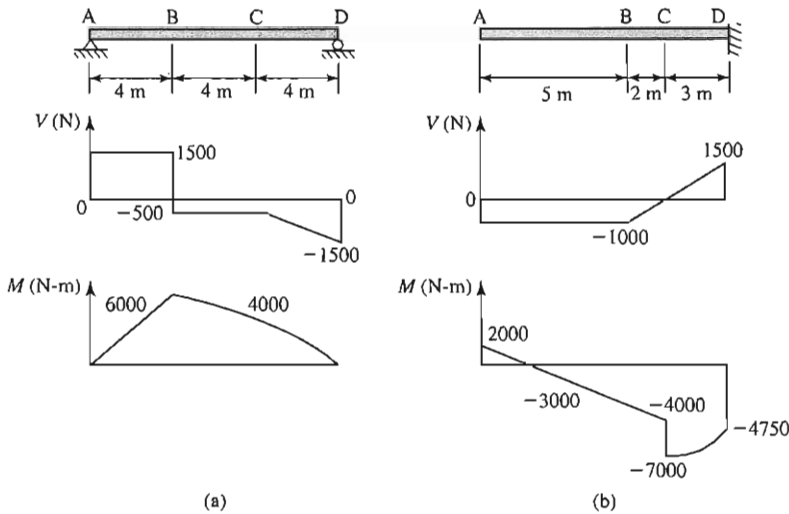 A B C D
4 m 4 m 4 m
V (N)
1500
0
0
−500
−1500
M (N-m)
6000
4000
(a)
A B C D
5 m 2 m 3 m
V (N)
1500
0
−1000
M (N-m)
2000
−3000
−4000
−4750
−7000
(b)